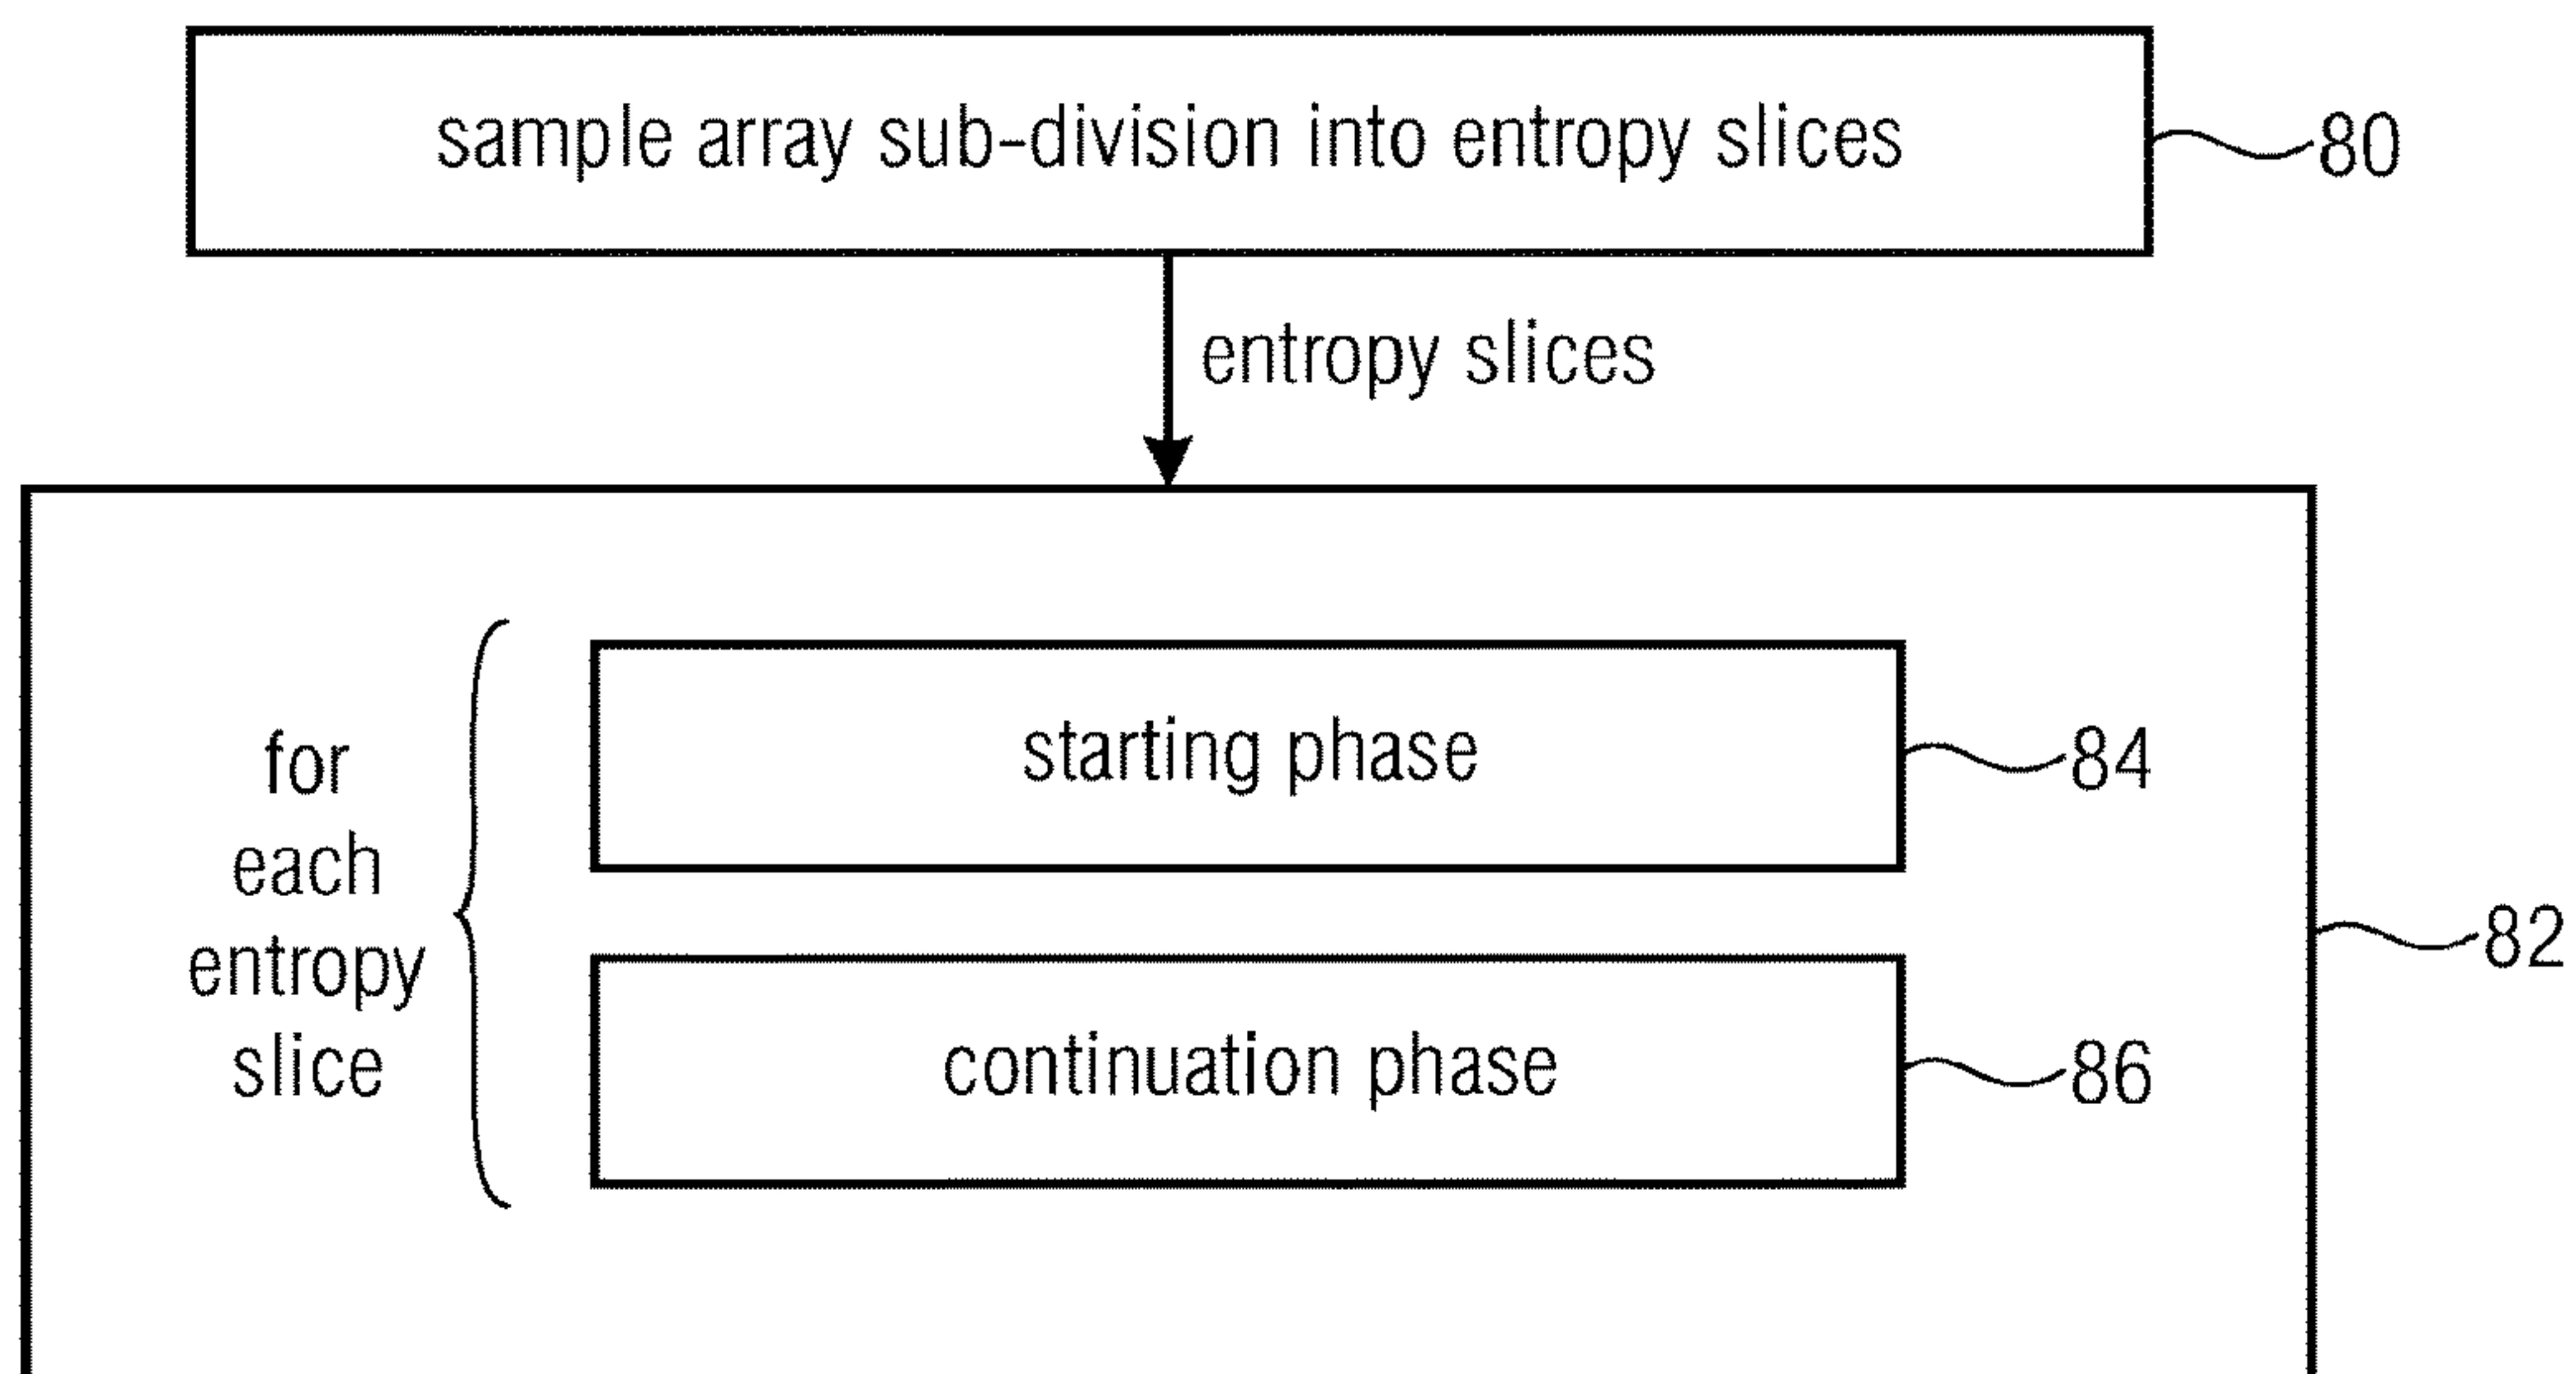 sample array sub-division into entropy slices
80
entropy slices
for
each
entropy
slice
starting phase
84
continuation phase
86
82